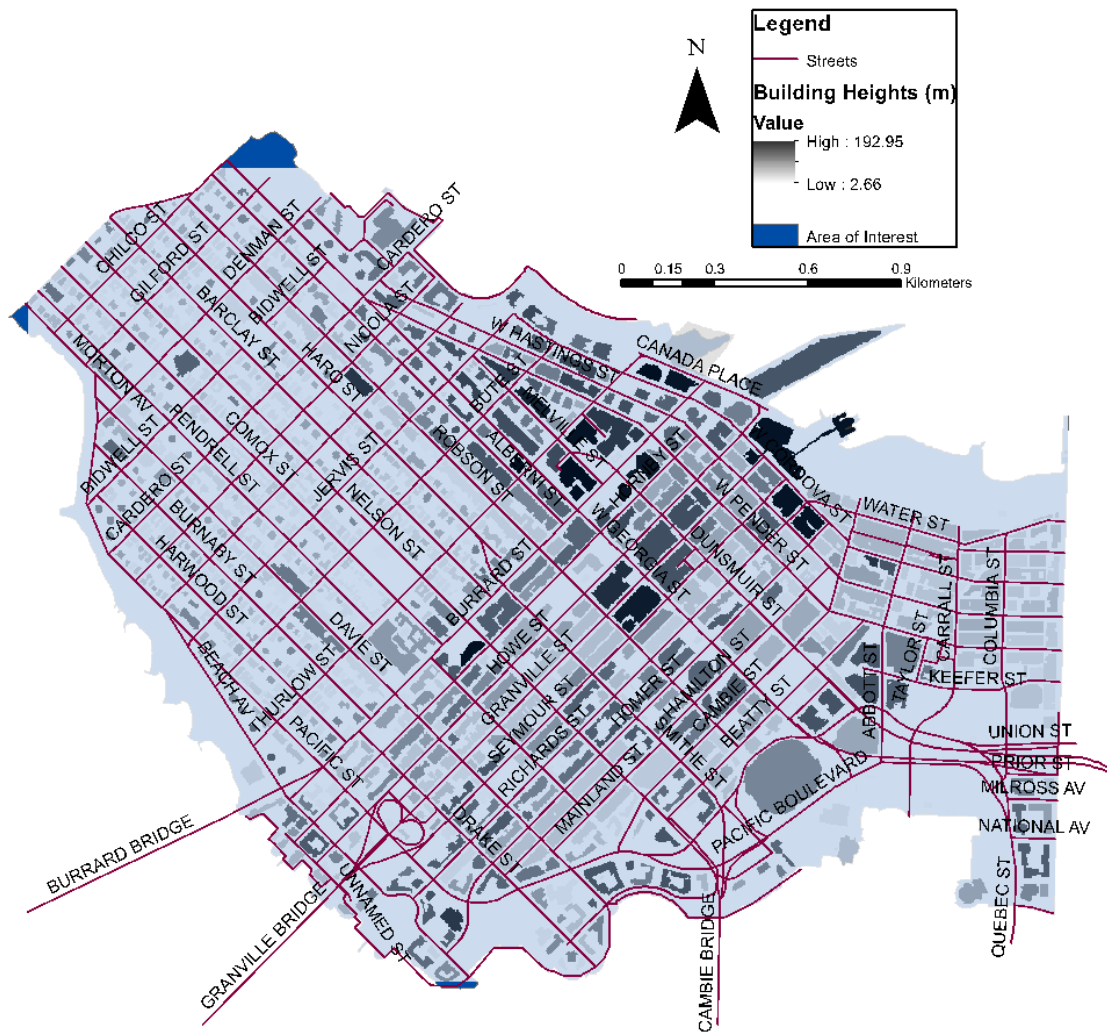 Legend
Streets
Building Heights (m)
Value
High : 192.95
Low : 2.66
Area of Interest
N
0 0.15 0.3 0.6 0.9
Kilometers
CHILCO ST
GILFORD ST
DENMAN ST
BIDWELL ST
CARDERO ST
BARCLAY ST
NICOLA ST
HARO ST
W HASTINGS ST
CANADA PLACE
BUTE ST
MELVILLE ST
MORTON AV
BIDWELL ST
PENDRELL ST
COMOX ST
CARDERO ST
JERVIS ST
NELSON ST
ROBSON ST
ALBERNI ST
HORNBY ST
W CORDOVA ST
W PENDER ST
WATER ST
W GEORGIA ST
DUNSMUIR ST
BURNABY ST
HARWOOD ST
DAVIE ST
BURRARD ST
HOWE ST
GRANVILLE ST
SEYMOUR ST
RICHARDS ST
HOMER ST
HAMILTON ST
CAMBIE ST
BEATTY ST
SMITHE ST
MAINLAND ST
BEACH AV
THURLOW ST
PACIFIC ST
DRAKE ST
UNNAMED ST
PACIFIC BOULEVARD
ABBOTT ST
TAYLOR ST
CARRALL ST
COLUMBIA ST
KEEFER ST
UNION ST
PRIOR ST
MILROSS AV
NATIONAL AV
QUEBEC ST
BURRARD BRIDGE
GRANVILLE BRIDGE
CAMBIE BRIDGE